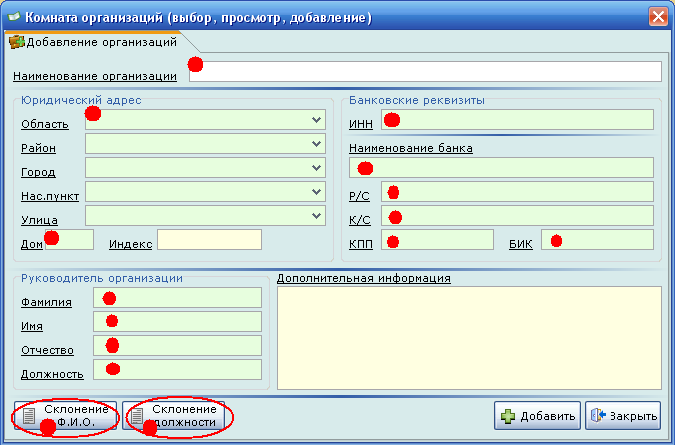 Комната организаций (выбор, просмотр, добавление)
Добавление организаций
Наименование организации
Юридический адрес
Банковские реквизиты
Область
ИНН
Район
Наименование банка
Город
Нас.пункт
Р/С
Улица
К/С
Дом
Индекс
КПП
БИК
Руководитель организации
Дополнительная информация
Фамилия
Имя
Отчество
Должность
Склонение
Ф.И.О.
Склонение
должности
Добавить
Закрыть